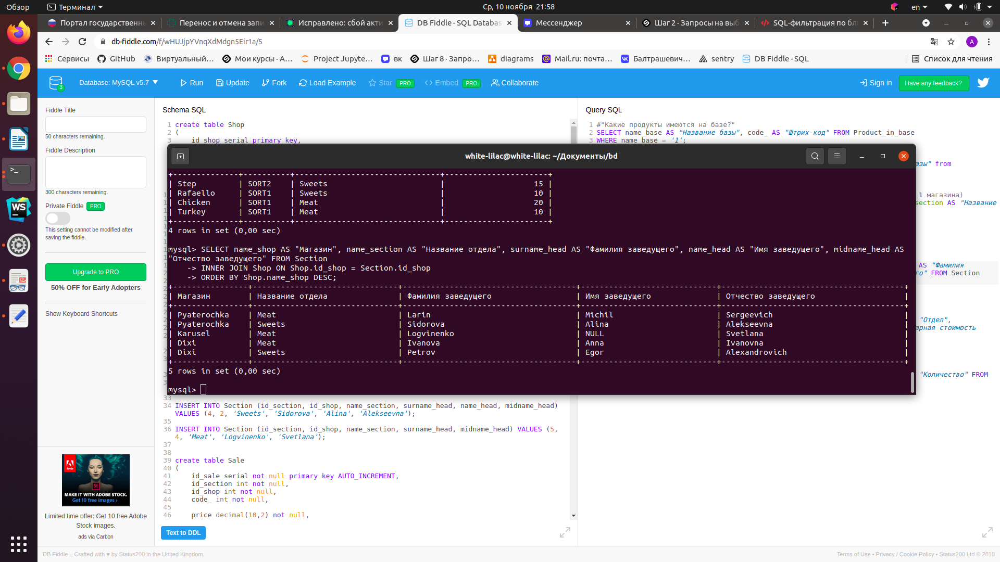 Обзор
Терминал
Ср, 10 ноября 21:58
en
Портал государственн
Перенос и отмена запи
Исправлено: сбой акти
DB Fiddle - SQL Databas
Мессенджер
Шаг 2 · Запросы на выб
SQL-фильтрация по бл
db-fiddle.com/f/wHUJjpYVnqXdMdgn5Eir1a/5
A
Сервисы
GitHub
Виртуальный…
Мои курсы · А…
Project Jupyte…
вк
Шаг 8 · Запро…
diagrams
Mail.ru: почта…
Балтрашевич…
sentry
DB Fiddle - SQL
Список для чтения
3
Database: MySQL v5.7 ▼
Run
Update
Fork
Load Example
Star PRO
Embed PRO
Collaborate
Sign in
Have any feedback?
Fiddle Title
50 characters remaining.
Fiddle Description
300 characters remaining.
Private Fiddle PRO
This setting cannot be modified after
saving the fiddle.
Upgrade to PRO
50% OFF for Early Adopters
Show Keyboard Shortcuts
MAKE IT WITH ADOBE STOCK.
Get 10 free images ›
Limited time offer: Get 10 free Adobe
Stock images.
ads via Carbon
Schema SQL
1 create table Shop
2 (
3 id_shop serial primary key,
Query SQL
1 #"Какие продукты имеются на базе?"
2 SELECT name_base AS "Название базы", code_ AS "Штрих-код" FROM Product_in_base
3 WHERE name_base = '1';
азы" from
1 магазина)
section AS "Название
AS "Фамилия
го" FROM Section
"Отдел",
арная стоимость
"Количество" FROM
white-lilac@white-lilac: ~/Документы/bd
+--------------+----------+-------------------------------+----------------------+
| Step | SORT2 | Sweets | 15 |
| Rafaello | SORT1 | Sweets | 10 |
| Chicken | SORT1 | Meat | 20 |
| Turkey | SORT1 | Meat | 10 |
+--------------+----------+-------------------------------+----------------------+
4 rows in set (0,00 sec)
mysql> SELECT name_shop AS "Магазин", name_section AS "Название отдела", surname_head AS "Фамилия заведущего", name_head AS "Имя заведущего", midname_head AS
"Отчество заведущего" FROM Section
-> INNER JOIN Shop ON Shop.id_shop = Section.id_shop
-> ORDER BY Shop.name_shop DESC;
+----------------+-------------------------------+-------------------------------------+-----------------------------+---------------------------------------+
| Магазин | Название отдела | Фамилия заведущего | Имя заведущего | Отчество заведущего |
+----------------+-------------------------------+-------------------------------------+-----------------------------+---------------------------------------+
| Pyaterochka | Meat | Larin | Michil | Sergeevich |
| Pyaterochka | Sweets | Sidorova | Alina | Alekseevna |
| Karusel | Meat | Logvinenko | NULL | Svetlana |
| Dixi | Meat | Ivanova | Anna | Ivanovna |
| Dixi | Sweets | Petrov | Egor | Alexandrovich |
+----------------+-------------------------------+-------------------------------------+-----------------------------+---------------------------------------+
5 rows in set (0,00 sec)
mysql>
33
34 INSERT INTO Section (id_section, id_shop, name_section, surname_head, name_head, midname_head)
VALUES (4, 2, 'Sweets', 'Sidorova', 'Alina', 'Alekseevna');
35
36 INSERT INTO Section (id_section, id_shop, name_section, surname_head, midname_head) VALUES (5,
4, 'Meat', 'Logvinenko', 'Svetlana');
37
38
39 create table Sale
40 (
41 id_sale serial not null primary key AUTO_INCREMENT,
42 id_section int not null,
43 id_shop int not null,
44 code_ int not null,
45
46 price decimal(10,2) not null,
Text to DDL
DB Fiddle – Crafted with ♥ by Status200 in the United Kingdom.
Terms of Use • Privacy / Cookie Policy • Status200 Ltd © 2018